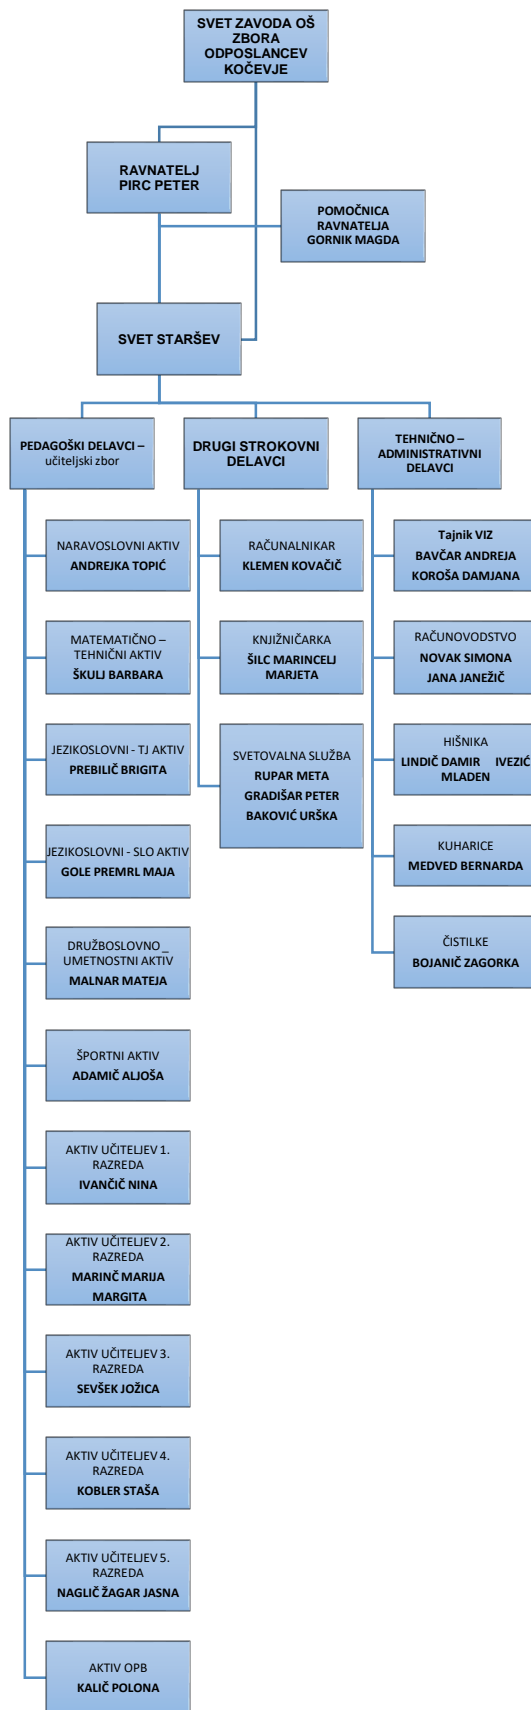 SVET ZAVODA OŠ
ZBORA
ODPOSLANCEV
KOČEVJE
RAVNATELJ
PIRC PETER
POMOČNICA
RAVNATELJA
GORNIK MAGDA
SVET STARŠEV
PEDAGOŠKI DELAVCI –
učiteljski zbor
DRUGI STROKOVNI
DELAVCI
TEHNIČNO –
ADMINISTRATIVNI
DELAVCI
NARAVOSLOVNI AKTIV
ANDREJKA TOPIĆ
MATEMATIČNO –
TEHNIČNI AKTIV
ŠKULJ BARBARA
JEZIKOSLOVNI - TJ AKTIV
PREBILIČ BRIGITA
JEZIKOSLOVNI - SLO AKTIV
GOLE PREMRL MAJA
DRUŽBOSLOVNO _
UMETNOSTNI AKTIV
MALNAR MATEJA
ŠPORTNI AKTIV
ADAMIČ ALJOŠA
AKTIV UČITELJEV 1.
RAZREDA
IVANČIČ NINA
AKTIV UČITELJEV 2.
RAZREDA
MARINČ MARIJA
MARGITA
AKTIV UČITELJEV 3.
RAZREDA
SEVŠEK JOŽICA
AKTIV UČITELJEV 4.
RAZREDA
KOBLER STAŠA
AKTIV UČITELJEV 5.
RAZREDA
NAGLIČ ŽAGAR JASNA
AKTIV OPB
KALIČ POLONA
RAČUNALNIKAR
KLEMEN KOVAČIČ
KNJIŽNIČARKA
ŠILC MARINCELJ
MARJETA
SVETOVALNA SLUŽBA
RUPAR META
GRADIŠAR PETER
BAKOVIĆ URŠKA
Tajnik VIZ
BAVČAR ANDREJA
KOROŠA DAMJANA
RAČUNOVODSTVO
NOVAK SIMONA
JANA JANEŽIČ
HIŠNIKA
LINDIČ DAMIR IVEZIĆ
MLADEN
KUHARICE
MEDVED BERNARDA
ČISTILKE
BOJANIČ ZAGORKA